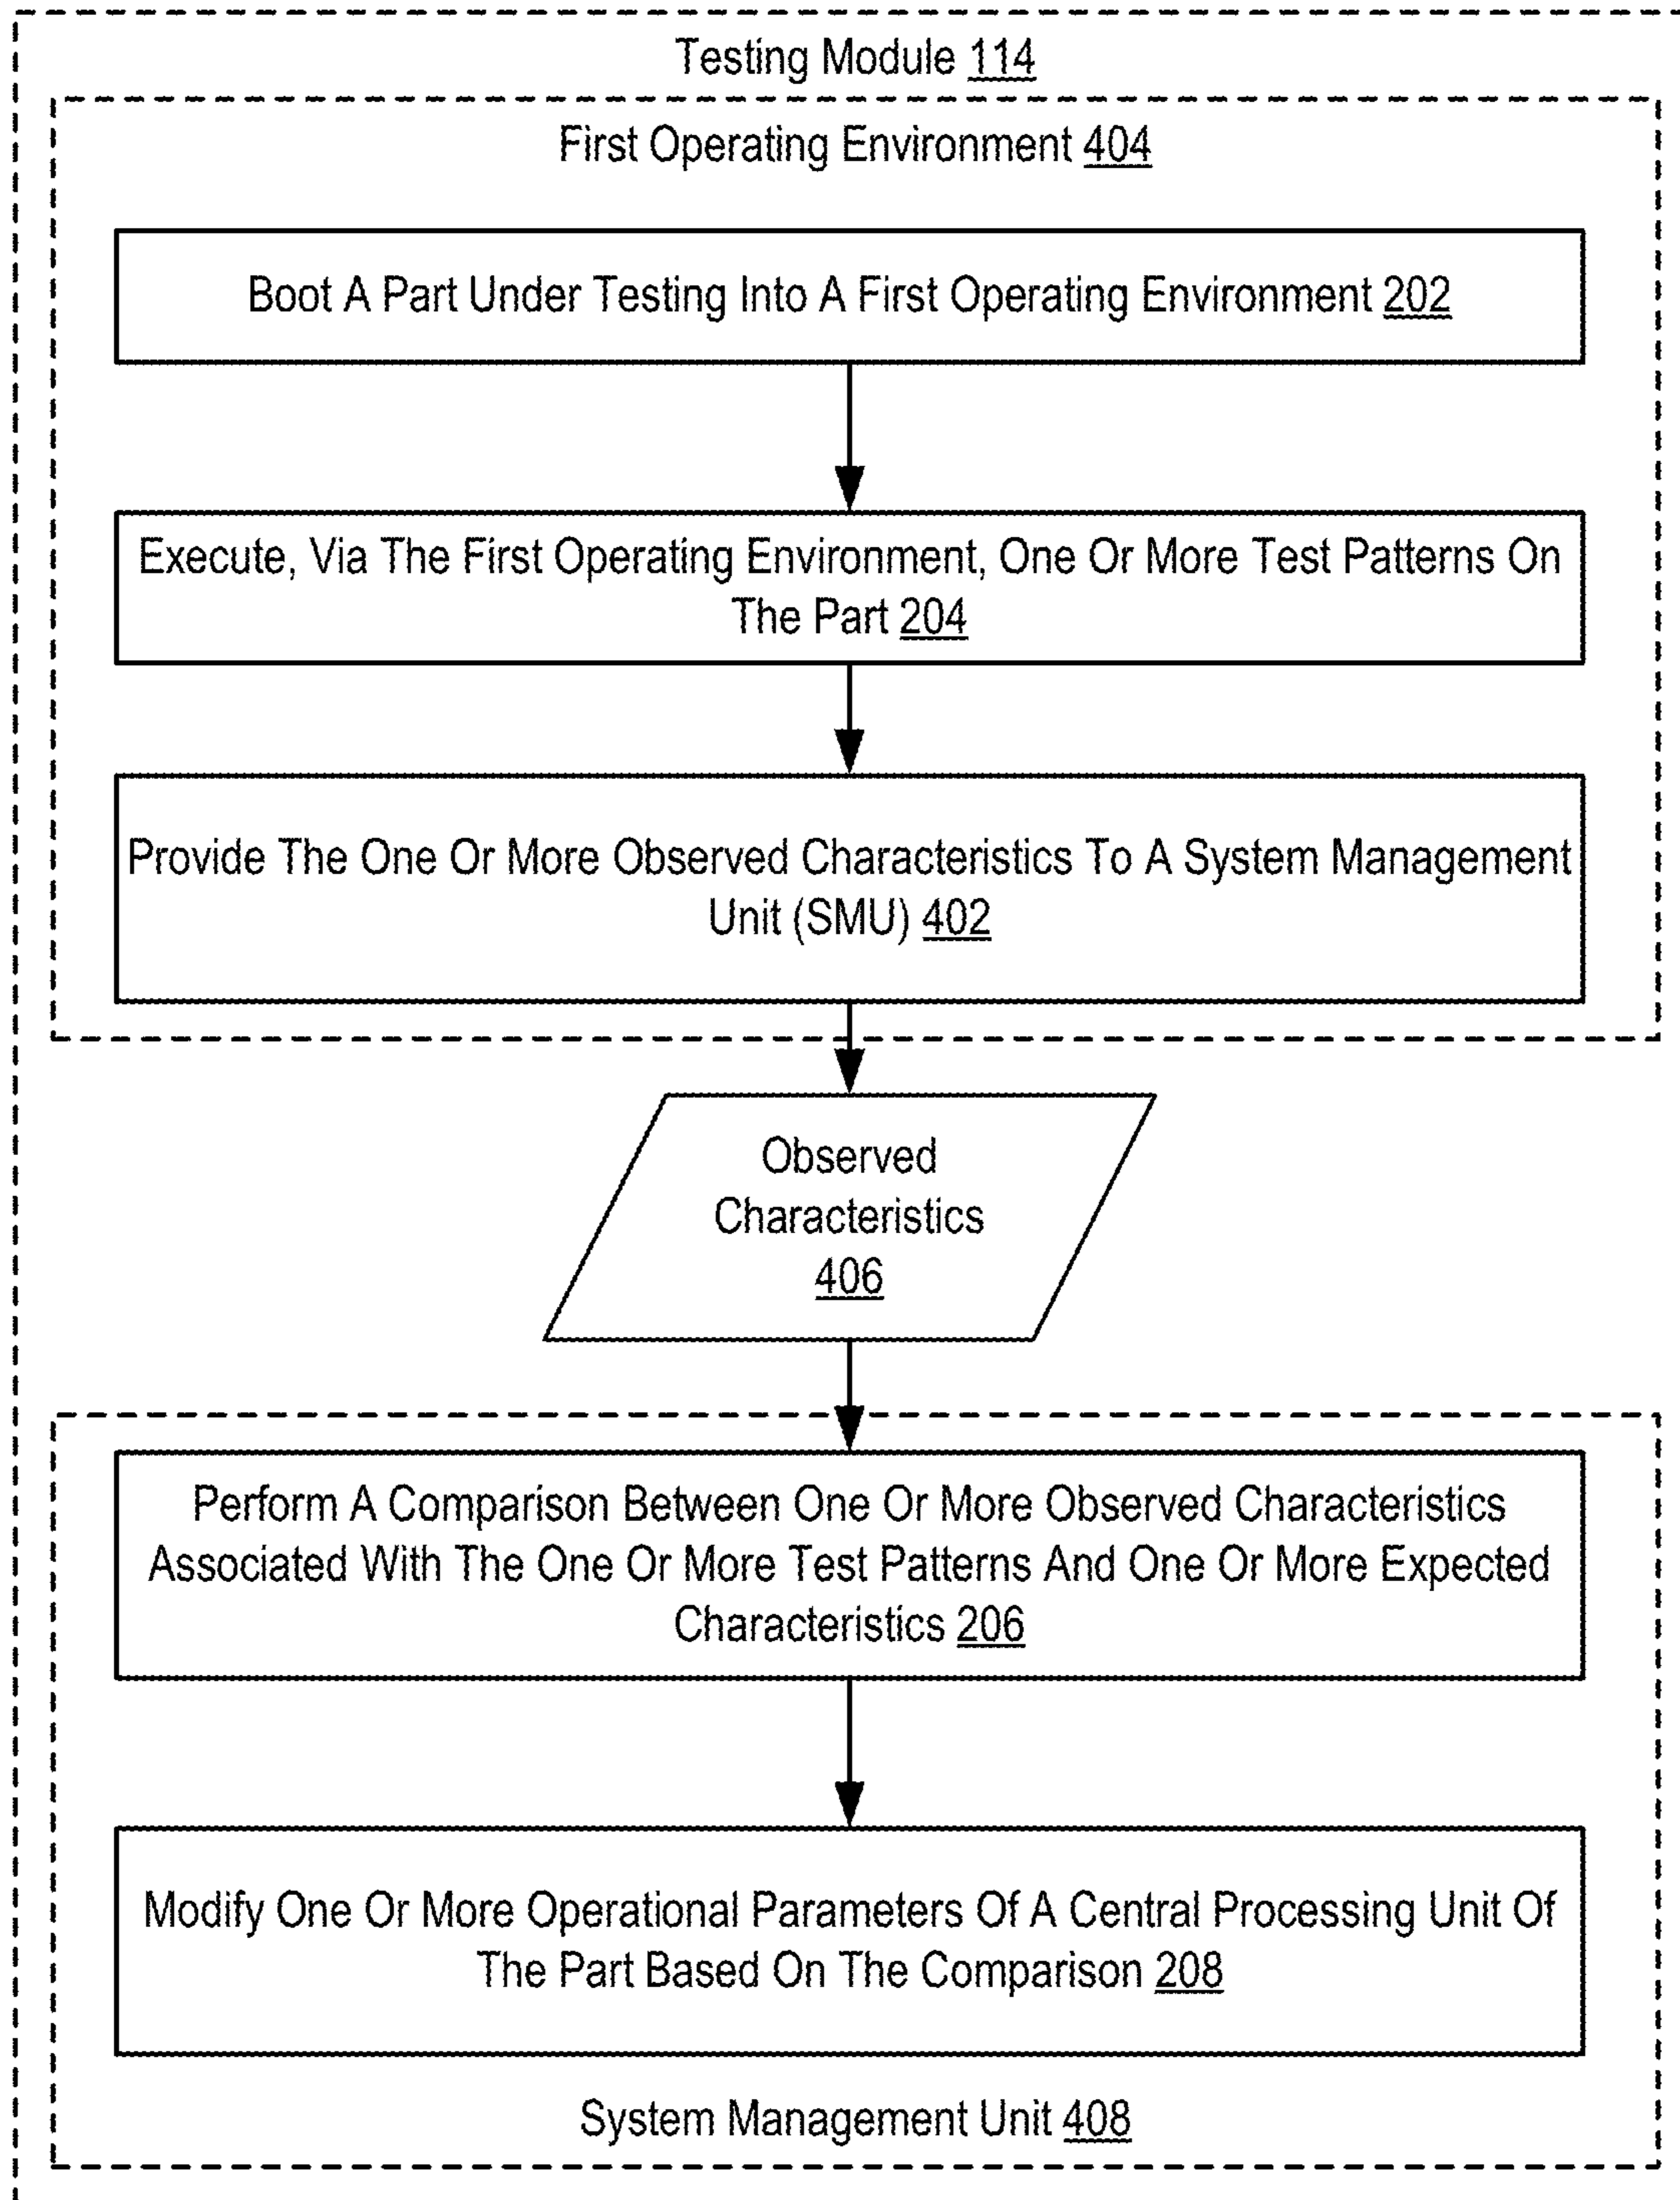 Testing Module 114
First Operating Environment 404
Boot A Part Under Testing Into A First Operating Environment 202
Execute, Via The First Operating Environment, One Or More Test Patterns On
The Part 204
Provide The One Or More Observed Characteristics To A System Management
Unit (SMU) 402
Observed
Characteristics
406
Perform A Comparison Between One Or More Observed Characteristics
Associated With The One Or More Test Patterns And One Or More Expected
Characteristics 206
Modify One Or More Operational Parameters Of A Central Processing Unit Of
The Part Based On The Comparison 208
System Management Unit 408